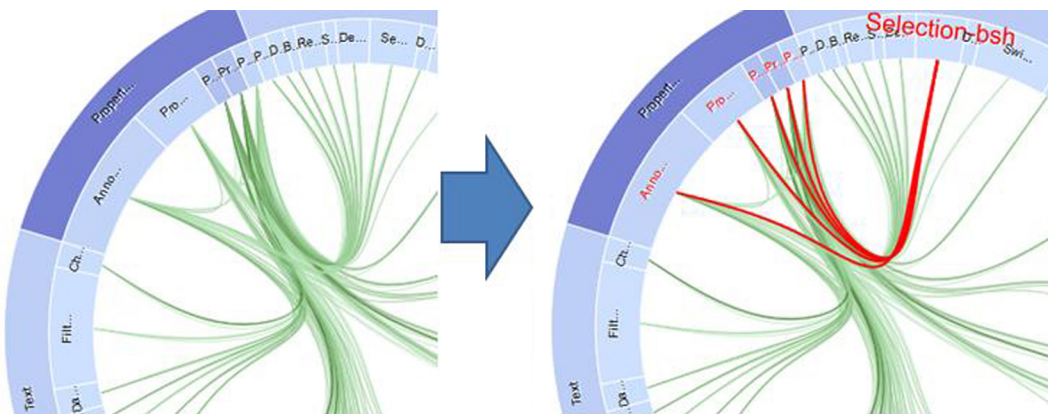 Propert...
Pro...
P...
Pr...
P...
P...
D...
B...
Re...
S...
De...
Se...
D...
Anno...
Ch...
Filt...
Da...
Text
Selection.bsh
Propert...
Pro...
P...
Pr...
P...
P...
D...
B...
Re...
S...
Swi...
Anno...
Ch...
Filt...
Da...
Text